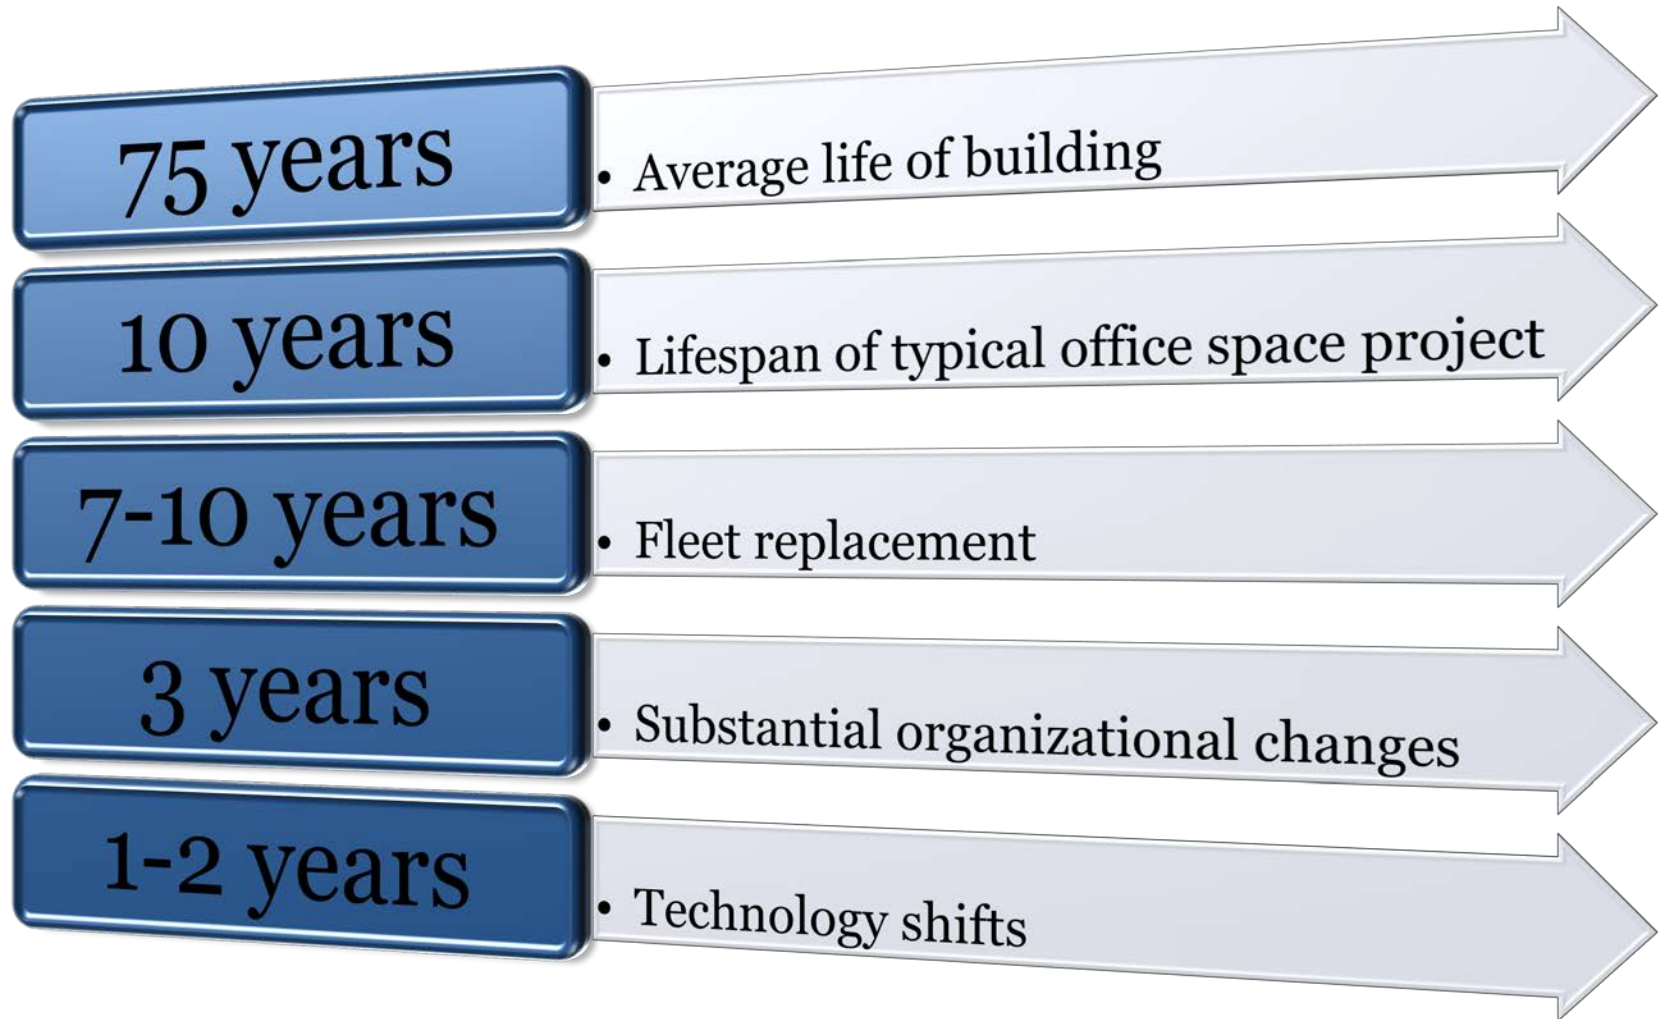 75 years
• Average life of building
10 years
• Lifespan of typical office space project
7-10 years
• Fleet replacement
3 years
• Substantial organizational changes
1-2 years
• Technology shifts